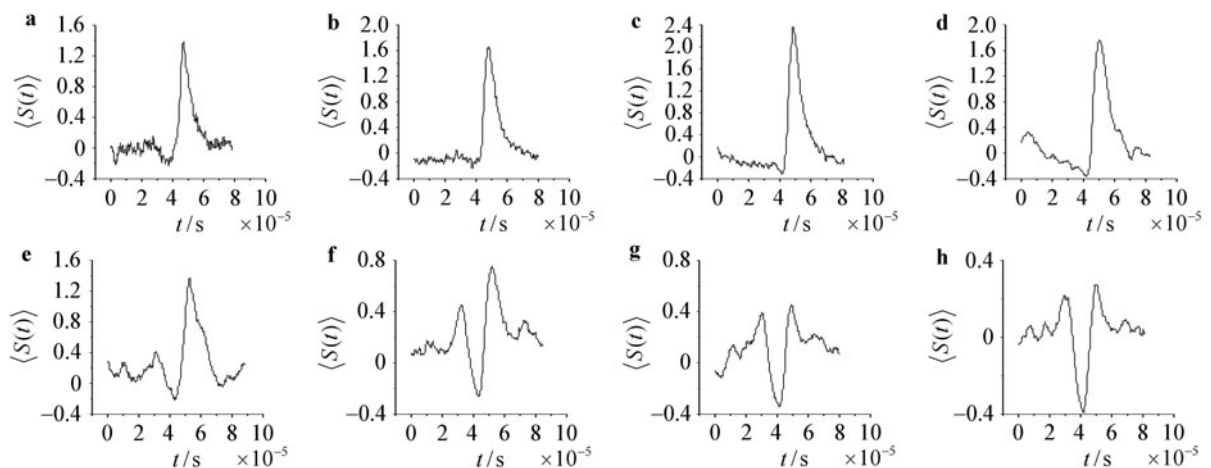 a b c d
1.6 2.0 2.4 2.0
1.2 1.6 2.0 1.6
0.8 1.2 1.6 1.2
0.4 0.8 1.2 0.8
0 0.4 0.8 0.4
−0.4 0 0.4 0
−0.4 0 −0.4
−0.4
⟨S(t)⟩ ⟨S(t)⟩ ⟨S(t)⟩ ⟨S(t)⟩
0 2 4 6 8 10 0 2 4 6 8 10 0 2 4 6 8 10 0 2 4 6 8 10
t/s ×10⁻⁵ t/s ×10⁻⁵ t/s ×10⁻⁵ t/s ×10⁻⁵
e f g h
1.6 0.8 0.8 0.4
1.2
0.8 0.4 0.4
0.4 0 0 0
0
−0.4 −0.4 −0.4 −0.4
⟨S(t)⟩ ⟨S(t)⟩ ⟨S(t)⟩ ⟨S(t)⟩
0 2 4 6 8 10 0 2 4 6 8 10 0 2 4 6 8 10 0 2 4 6 8 10
t/s ×10⁻⁵ t/s ×10⁻⁵ t/s ×10⁻⁵ t/s ×10⁻⁵